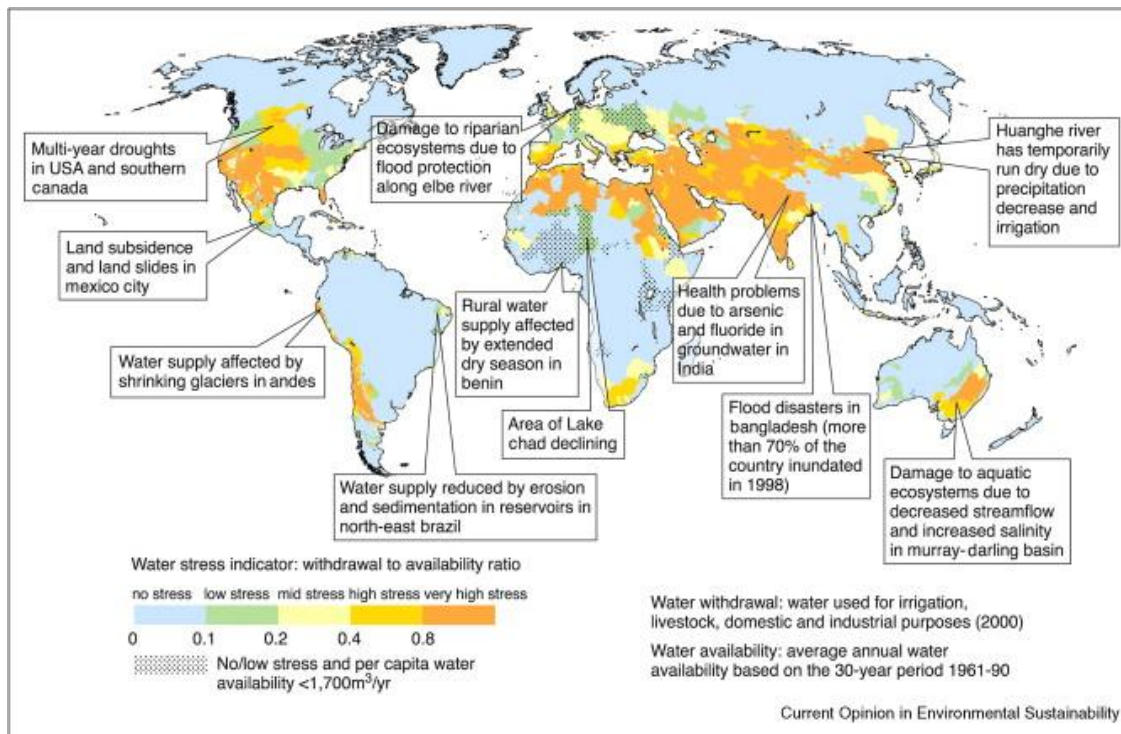 Multi-year droughts
in USA and southern
canada
Damage to riparian
ecosystems due to
flood protection
along elbe river
Huanghe river
has temporarily
run dry due to
precipitation
decrease and
irrigation
Land subsidence
and land slides in
mexico city
Water supply affected by
shrinking glaciers in andes
Rural water
supply affected
by extended
dry season in
benin
Health problems
due to arsenic
and fluoride in
groundwater in
India
Area of Lake
chad declining
Flood disasters in
bangladesh (more
than 70% of the
country inundated
in 1998)
Water supply reduced by erosion
and sedimentation in reservoirs in
north-east brazil
Damage to aquatic
ecosystems due to
decreased streamflow
and increased salinity
in murray-darling basin
Water stress indicator: withdrawal to availability ratio
no stress low stress mid stress high stress very high stress
0 0.1 0.2 0.4 0.8
No/low stress and per capita water
availability <1,700m³/yr
Water withdrawal: water used for irrigation,
livestock, domestic and industrial purposes (2000)
Water availability: average annual water
availability based on the 30-year period 1961-90
Current Opinion in Environmental Sustainability